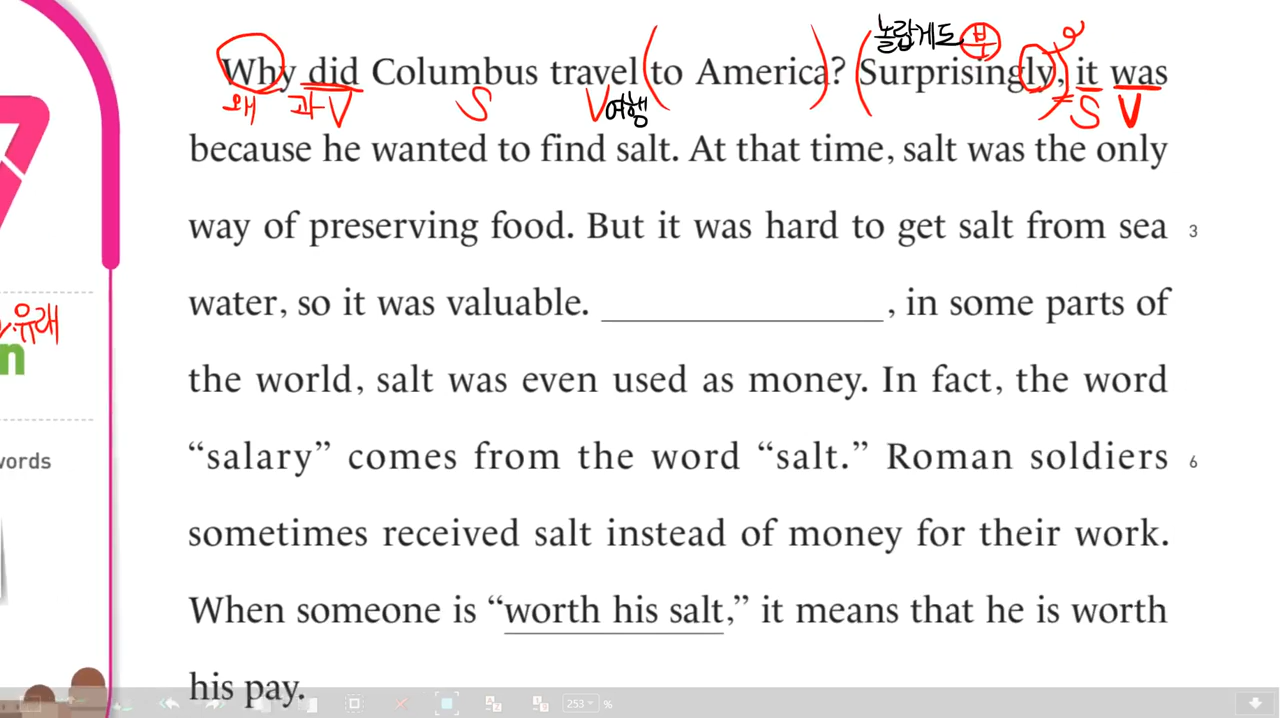 놀랍게도 부
Why did Columbus travel (to America)? (Surprisingly, it was
왜 과 V S V 여행 S V
because he wanted to find salt. At that time, salt was the only
way of preserving food. But it was hard to get salt from sea 3
water, so it was valuable. ____________, in some parts of
유래
the world, salt was even used as money. In fact, the word
“salary” comes from the word “salt.” Roman soldiers 6
words
sometimes received salt instead of money for their work.
When someone is “worth his salt,” it means that he is worth
his pay.
253 %